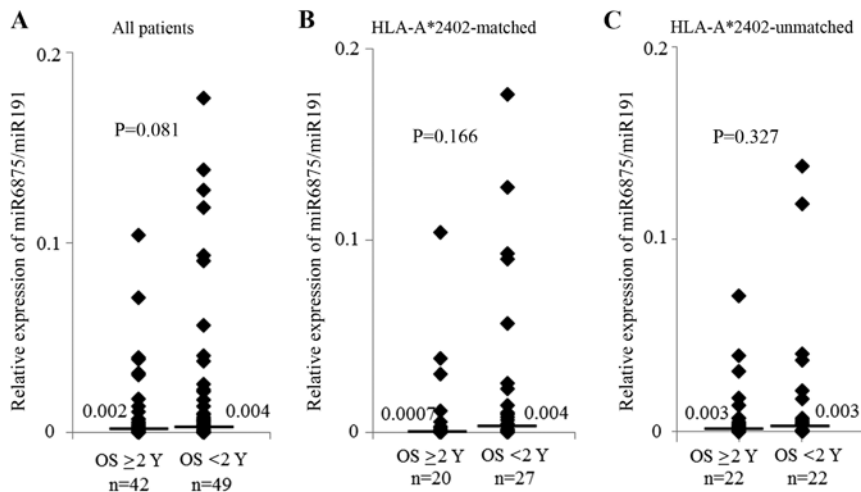 A
All patients
Relative expression of miR6875/miR191
0.2
0.1
0
P=0.081
0.002
0.004
OS ≥2 Y
OS <2 Y
n=42
n=49
B
HLA-A*2402-matched
Relative expression of miR6875/miR191
0.2
0.1
0
P=0.166
0.0007
0.004
OS ≥2 Y
OS <2 Y
n=20
n=27
C
HLA-A*2402-unmatched
Relative expression of miR6875/miR191
0.2
0.1
0
P=0.327
0.003
0.003
OS ≥2 Y
OS <2 Y
n=22
n=22